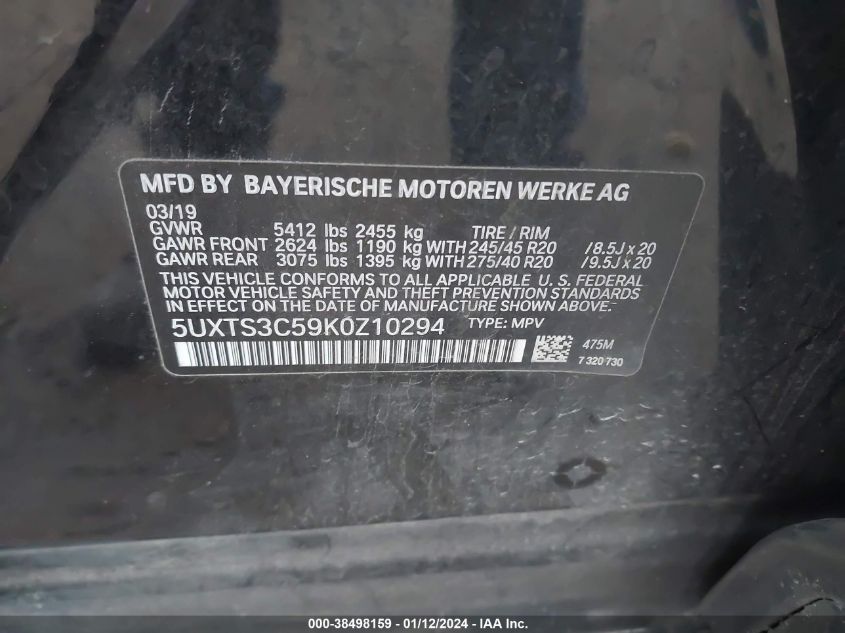 MFD BY BAYERISCHE MOTOREN WERKE AG
03/19
GVWR 5412 lbs 2455 kg TIRE / RIM
GAWR FRONT 2624 lbs 1190 kg WITH 245/45 R20 /8.5J x 20
GAWR REAR 3075 lbs 1395 kg WITH 275/40 R20 /9.5J x 20
THIS VEHICLE CONFORMS TO ALL APPLICABLE U. S. FEDERAL
MOTOR VEHICLE SAFETY AND THEFT PREVENTION STANDARDS
IN EFFECT ON THE DATE OF MANUFACTURE SHOWN ABOVE.
5UXTS3C59K0Z10294 TYPE: MPV
475M
7 320 730
000-38498159 - 01/12/2024 - IAA Inc.